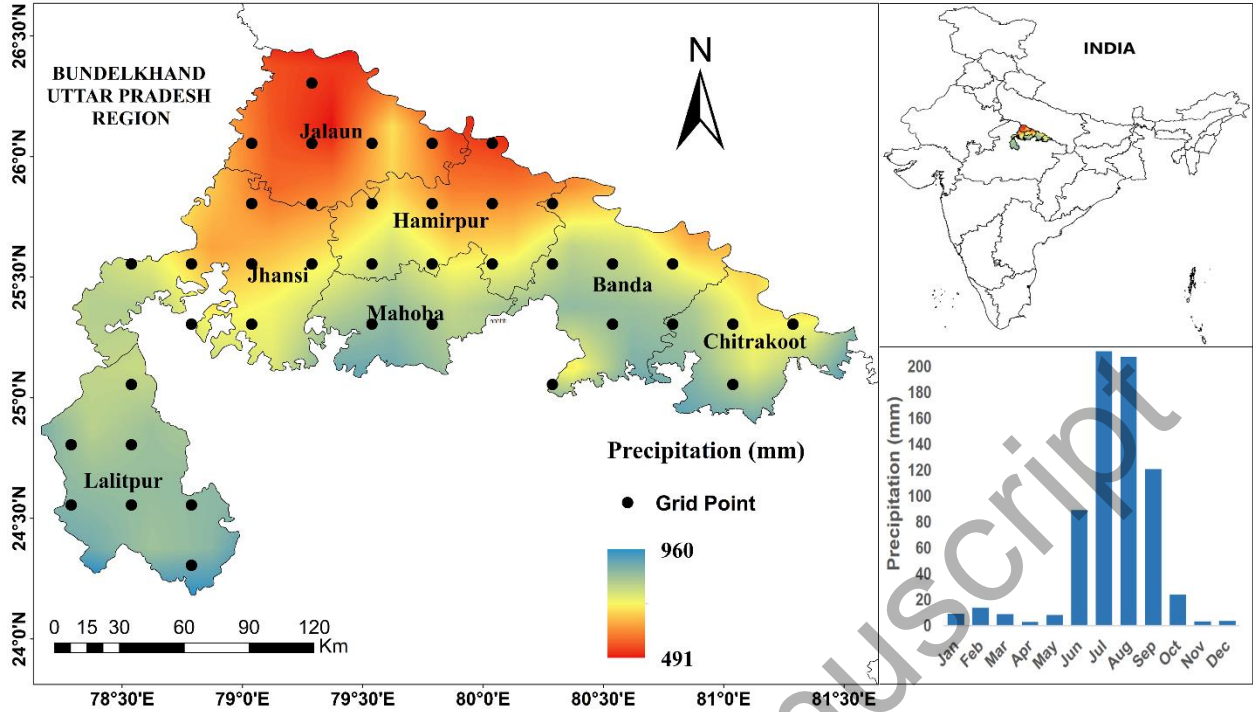 BUNDELKHAND
UTTAR PRADESH
REGION
N
Jalaun
Hamirpur
Jhansi
Banda
Mahoba
Chitrakoot
Lalitpur
Precipitation (mm)
Grid Point
960
491
0 15 30 60 90 120
Km
26°30'N
26°0'N
25°30'N
25°0'N
24°30'N
24°0'N
78°30'E 79°0'E 79°30'E 80°0'E 80°30'E 81°0'E 81°30'E
INDIA
Precipitation (mm)
200
180
160
140
120
100
80
60
40
20
0
Jan Feb Mar Apr May Jun Jul Aug Sep Oct Nov Dec
nuscript